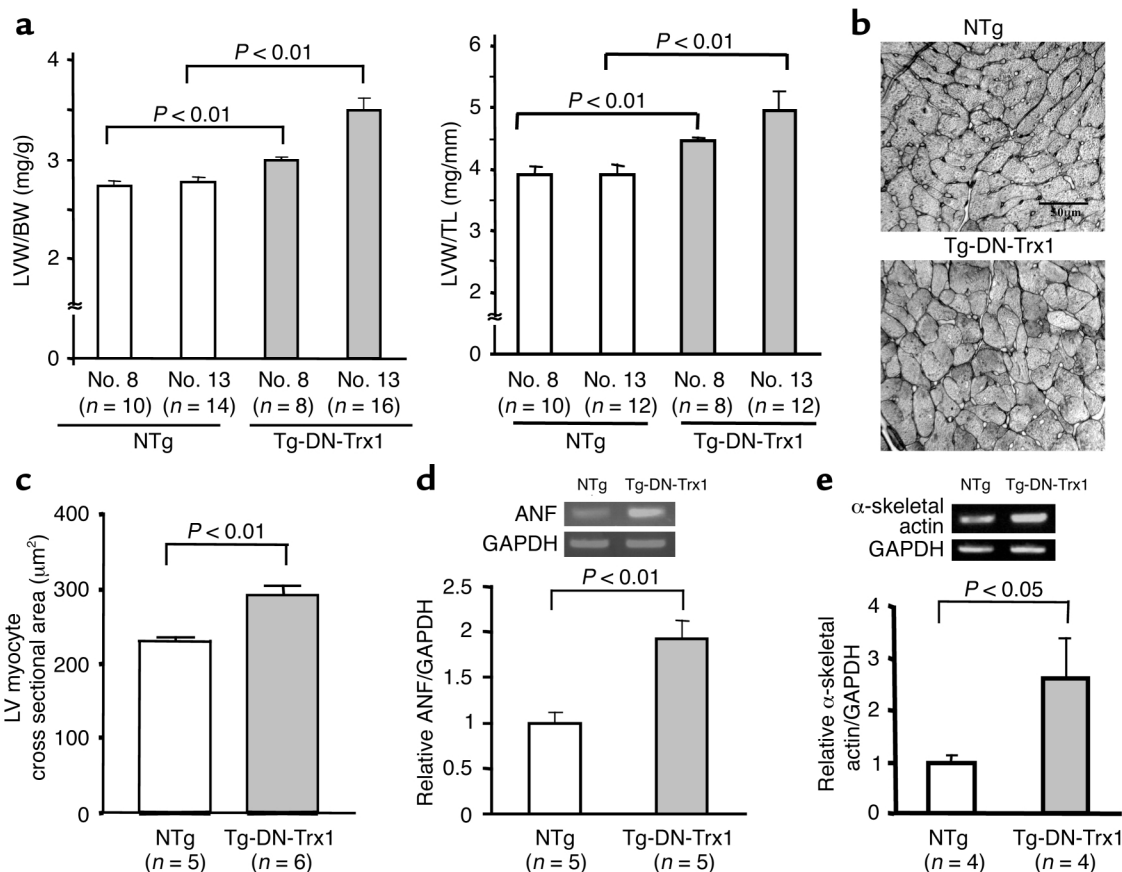 a
P < 0.01
P < 0.01
LVW/BW (mg/g)
4
3
2
0
No. 8 No. 13 No. 8 No. 13
(n = 10) (n = 14) (n = 8) (n = 16)
NTg Tg-DN-Trx1
P < 0.01
P < 0.01
LVW/TL (mg/mm)
6
5
4
3
2
0
No. 8 No. 13 No. 8 No. 13
(n = 10) (n = 12) (n = 8) (n = 12)
NTg Tg-DN-Trx1
b
NTg
50μm
Tg-DN-Trx1
c
P < 0.01
LV myocyte
cross sectional area (μm²)
400
300
200
100
0
NTg Tg-DN-Trx1
(n = 5) (n = 6)
d
NTg Tg-DN-Trx1
ANF
GAPDH
P < 0.01
Relative ANF/GAPDH
2.5
2
1.5
1
0.5
0
NTg Tg-DN-Trx1
(n = 5) (n = 5)
e
NTg Tg-DN-Trx1
α-skeletal
actin
GAPDH
P < 0.05
Relative α-skeletal
actin/GAPDH
4
3
2
1
0
NTg Tg-DN-Trx1
(n = 4) (n = 4)